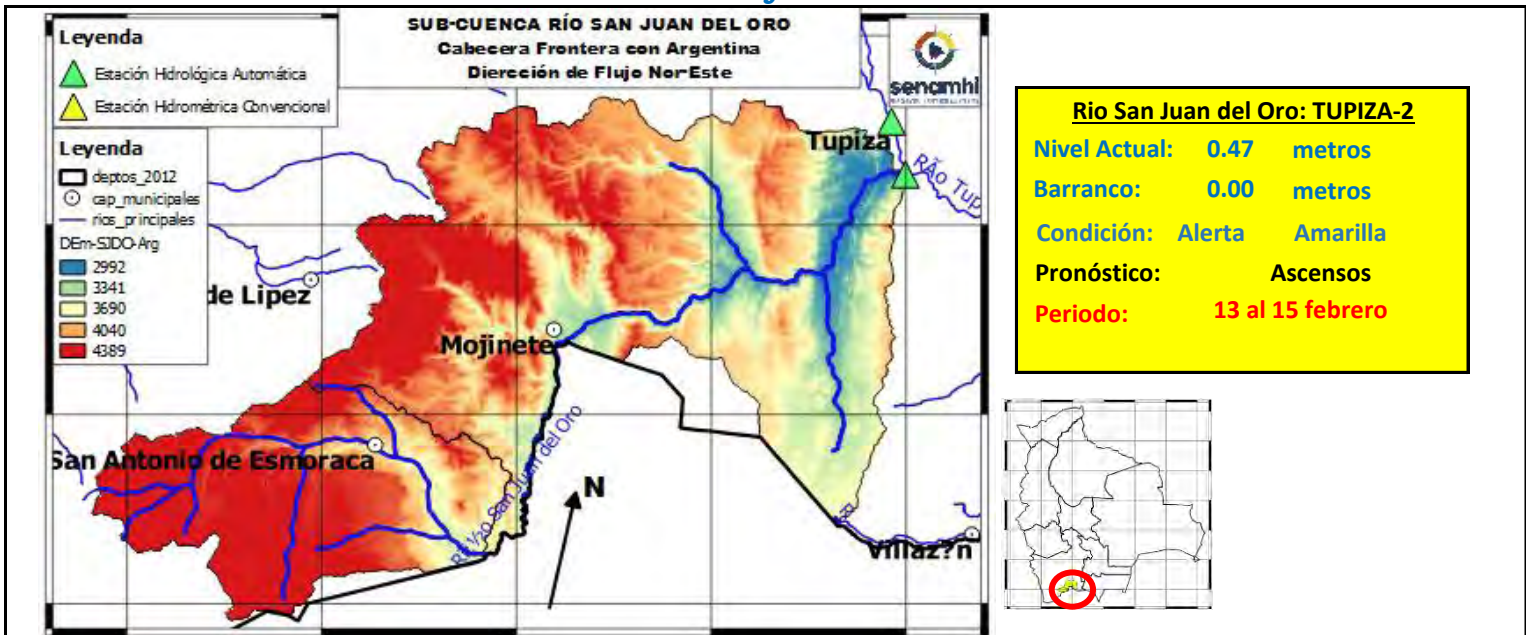 SUB-CUENCA RÍO SAN JUAN DEL ORO
Cabecera Frontera con Argentina
Diercción de Flujo Nor-Este
Leyenda
Estación Hidrológica Automática
Estación Hidrométrica Convencional
senamhi
Leyenda
deptos_2012
cap_municipales
rios_principales
DEm-SJDO-Arg
2992
3341
3690
4040
4389
Tupiza
RÃo Tup
de Lipez
Mojinete
San Antonio de Esmoraca
San Juan del Oro
N
Villaz?n
Rio San Juan del Oro: TUPIZA-2
Nivel Actual: 0.47 metros
Barranco: 0.00 metros
Condición: Alerta Amarilla
Pronóstico: Ascensos
Periodo: 13 al 15 febrero